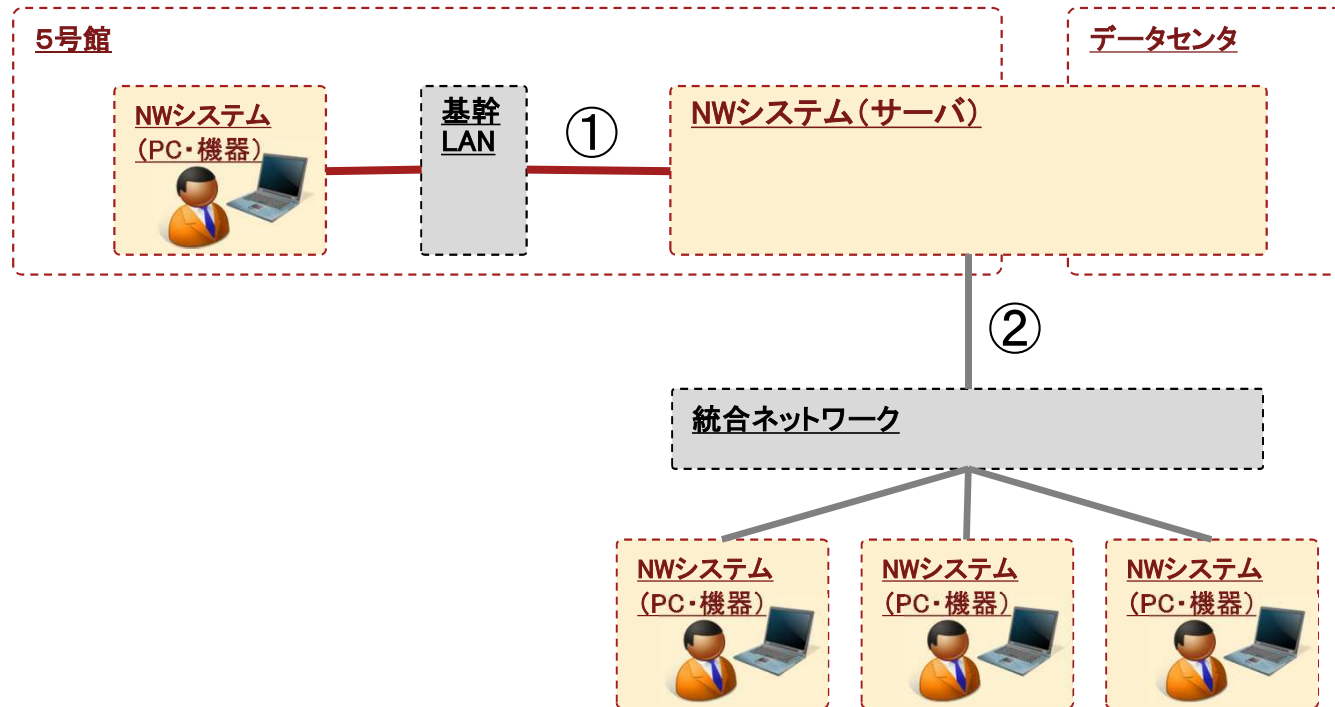 5号館
データセンタ
NWシステム
(PC・機器)
基幹
LAN
①
NWシステム(サーバ)
②
統合ネットワーク
NWシステム
(PC・機器)
NWシステム
(PC・機器)
NWシステム
(PC・機器)